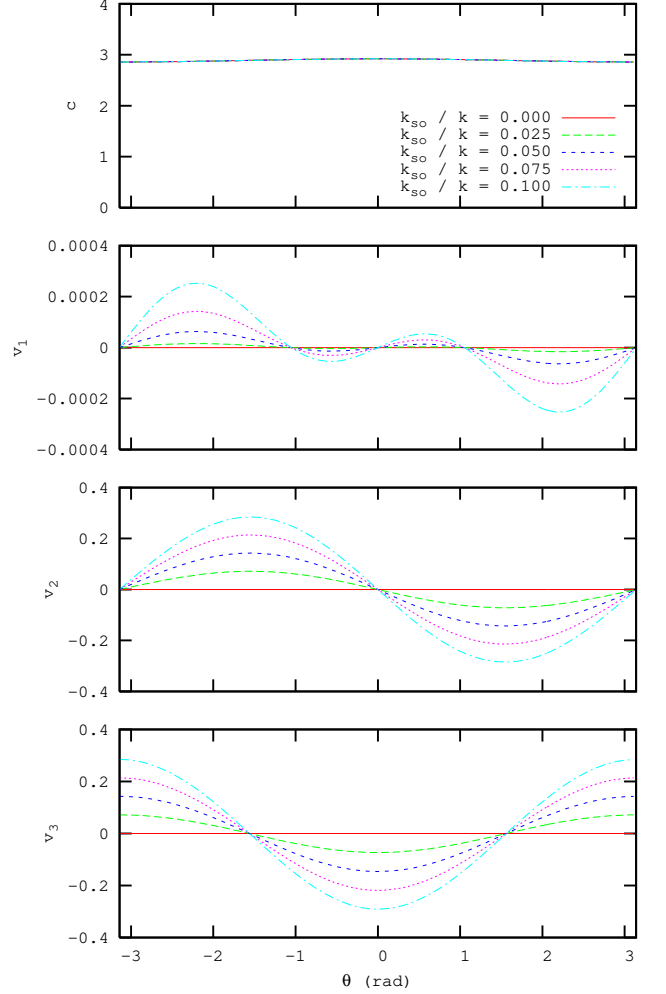 4
3
c
2
1
0
k_so / k = 0.000
k_so / k = 0.025
k_so / k = 0.050
k_so / k = 0.075
k_so / k = 0.100
0.0004
0.0002
v_1
0
−0.0002
−0.0004
0.4
0.2
v_2
0
−0.2
−0.4
0.4
0.2
v_3
0
−0.2
−0.4
−3 −2 −1 0 1 2 3
θ (rad)